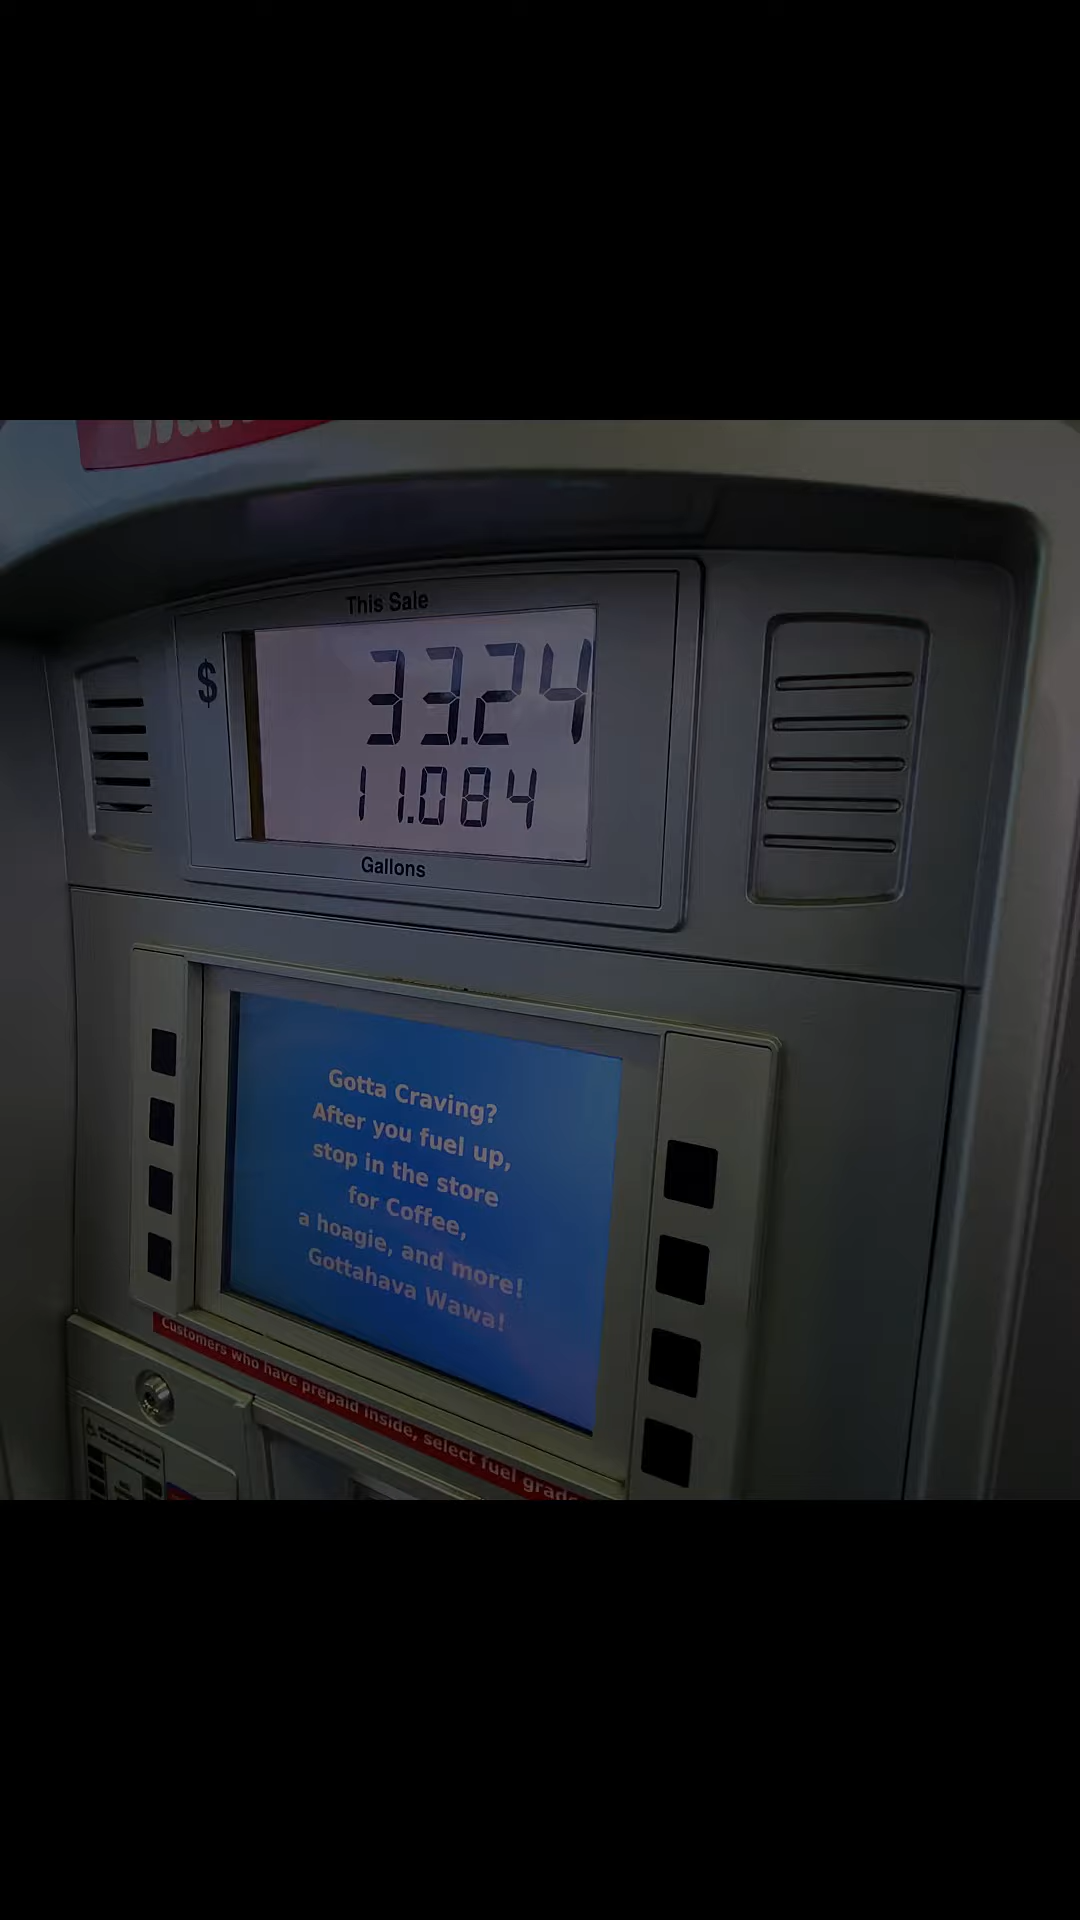 This Sale
$
33.24
11.084
Gallons
Gotta Craving?
After you fuel up,
stop in the store
for Coffee,
a hoagie, and more!
Gottahava Wawa!
Customers who have prepaid inside, select fuel grade